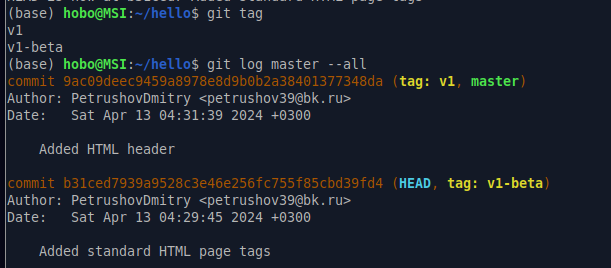 (base) hobo@MSI:~/hello$ git tag
v1
v1-beta
(base) hobo@MSI:~/hello$ git log master --all
commit 9ac09deec9459a8978e8d9b0b2a38401377348da (tag: v1, master)
Author: PetrushovDmitry <petrushov39@bk.ru>
Date:   Sat Apr 13 04:31:39 2024 +0300
    Added HTML header
commit b31ced7939a9528c3e46e256fc755f85cbd39fd4 (HEAD, tag: v1-beta)
Author: PetrushovDmitry <petrushov39@bk.ru>
Date:   Sat Apr 13 04:29:45 2024 +0300
    Added standard HTML page tags